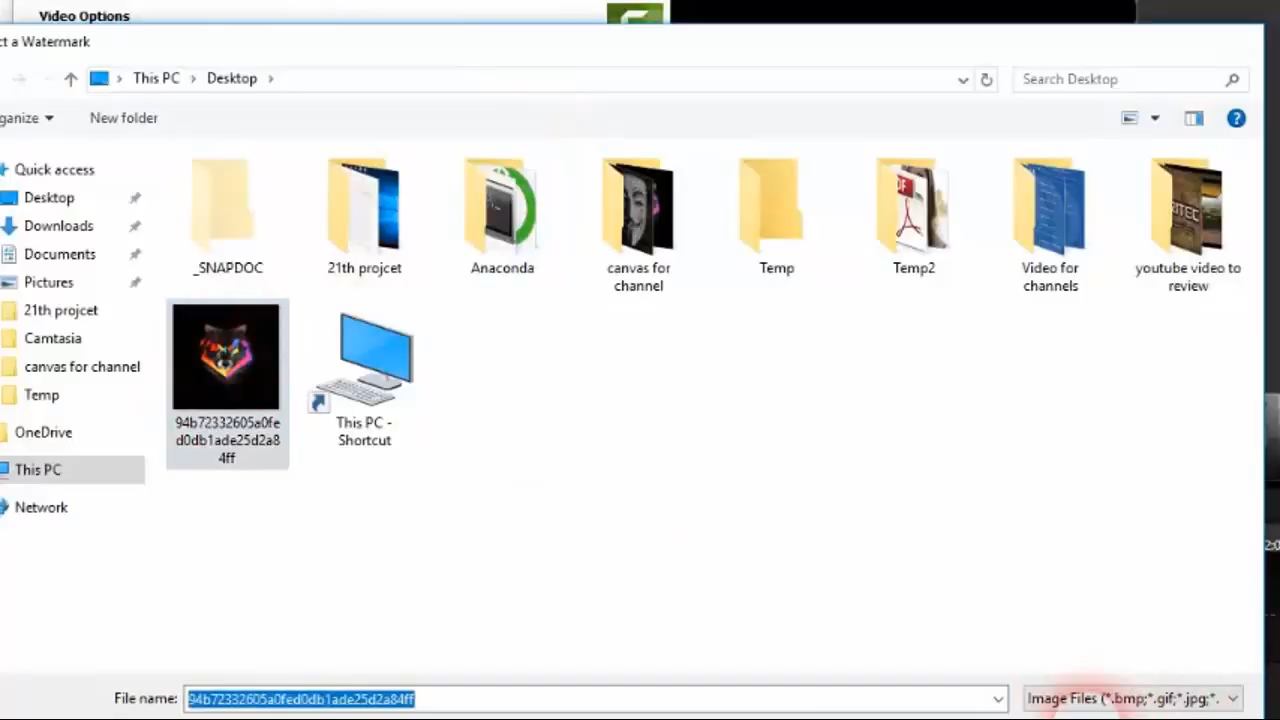 Video Options
ct a Watermark
This PC
Desktop
Search Desktop
ganize
New folder
Quick access
Desktop
Downloads
Documents
Pictures
21th projcet
Camtasia
canvas for channel
Temp
OneDrive
This PC
Network
_SNAPDOC
21th projcet
Anaconda
canvas for
channel
Temp
Temp2
Video for
channels
youtube video to
review
94b72332605a0fe
d0db1ade25d2a8
4ff
This PC -
Shortcut
File name:
94b72332605a0fed0db1ade25d2a84ff
Image Files (*.bmp;*.gif;*.jpg;*.